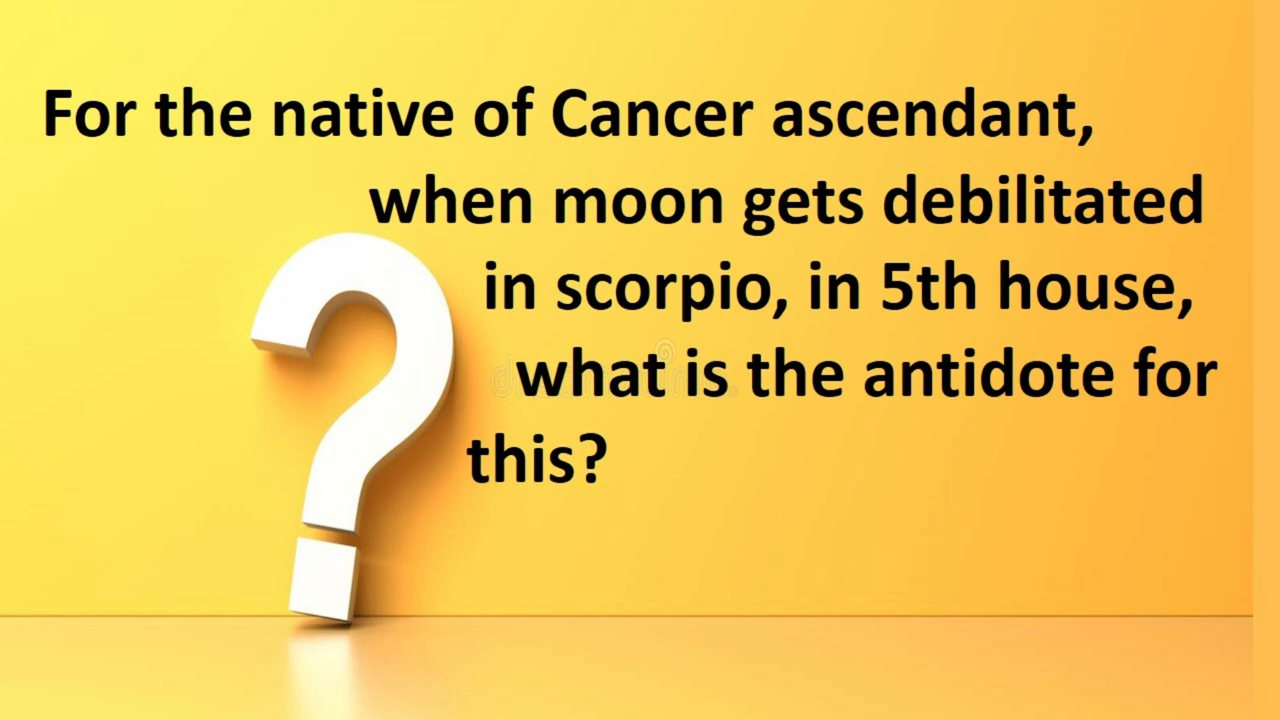 For the native of Cancer ascendant,
when moon gets debilitated
in scorpio, in 5th house,
what is the antidote for
this?